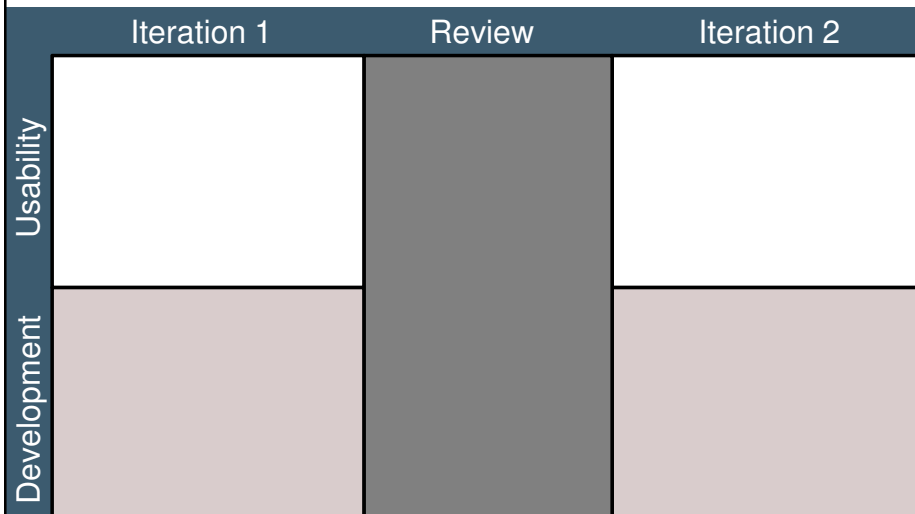 Iteration 1
Review
Iteration 2
Usability
Development